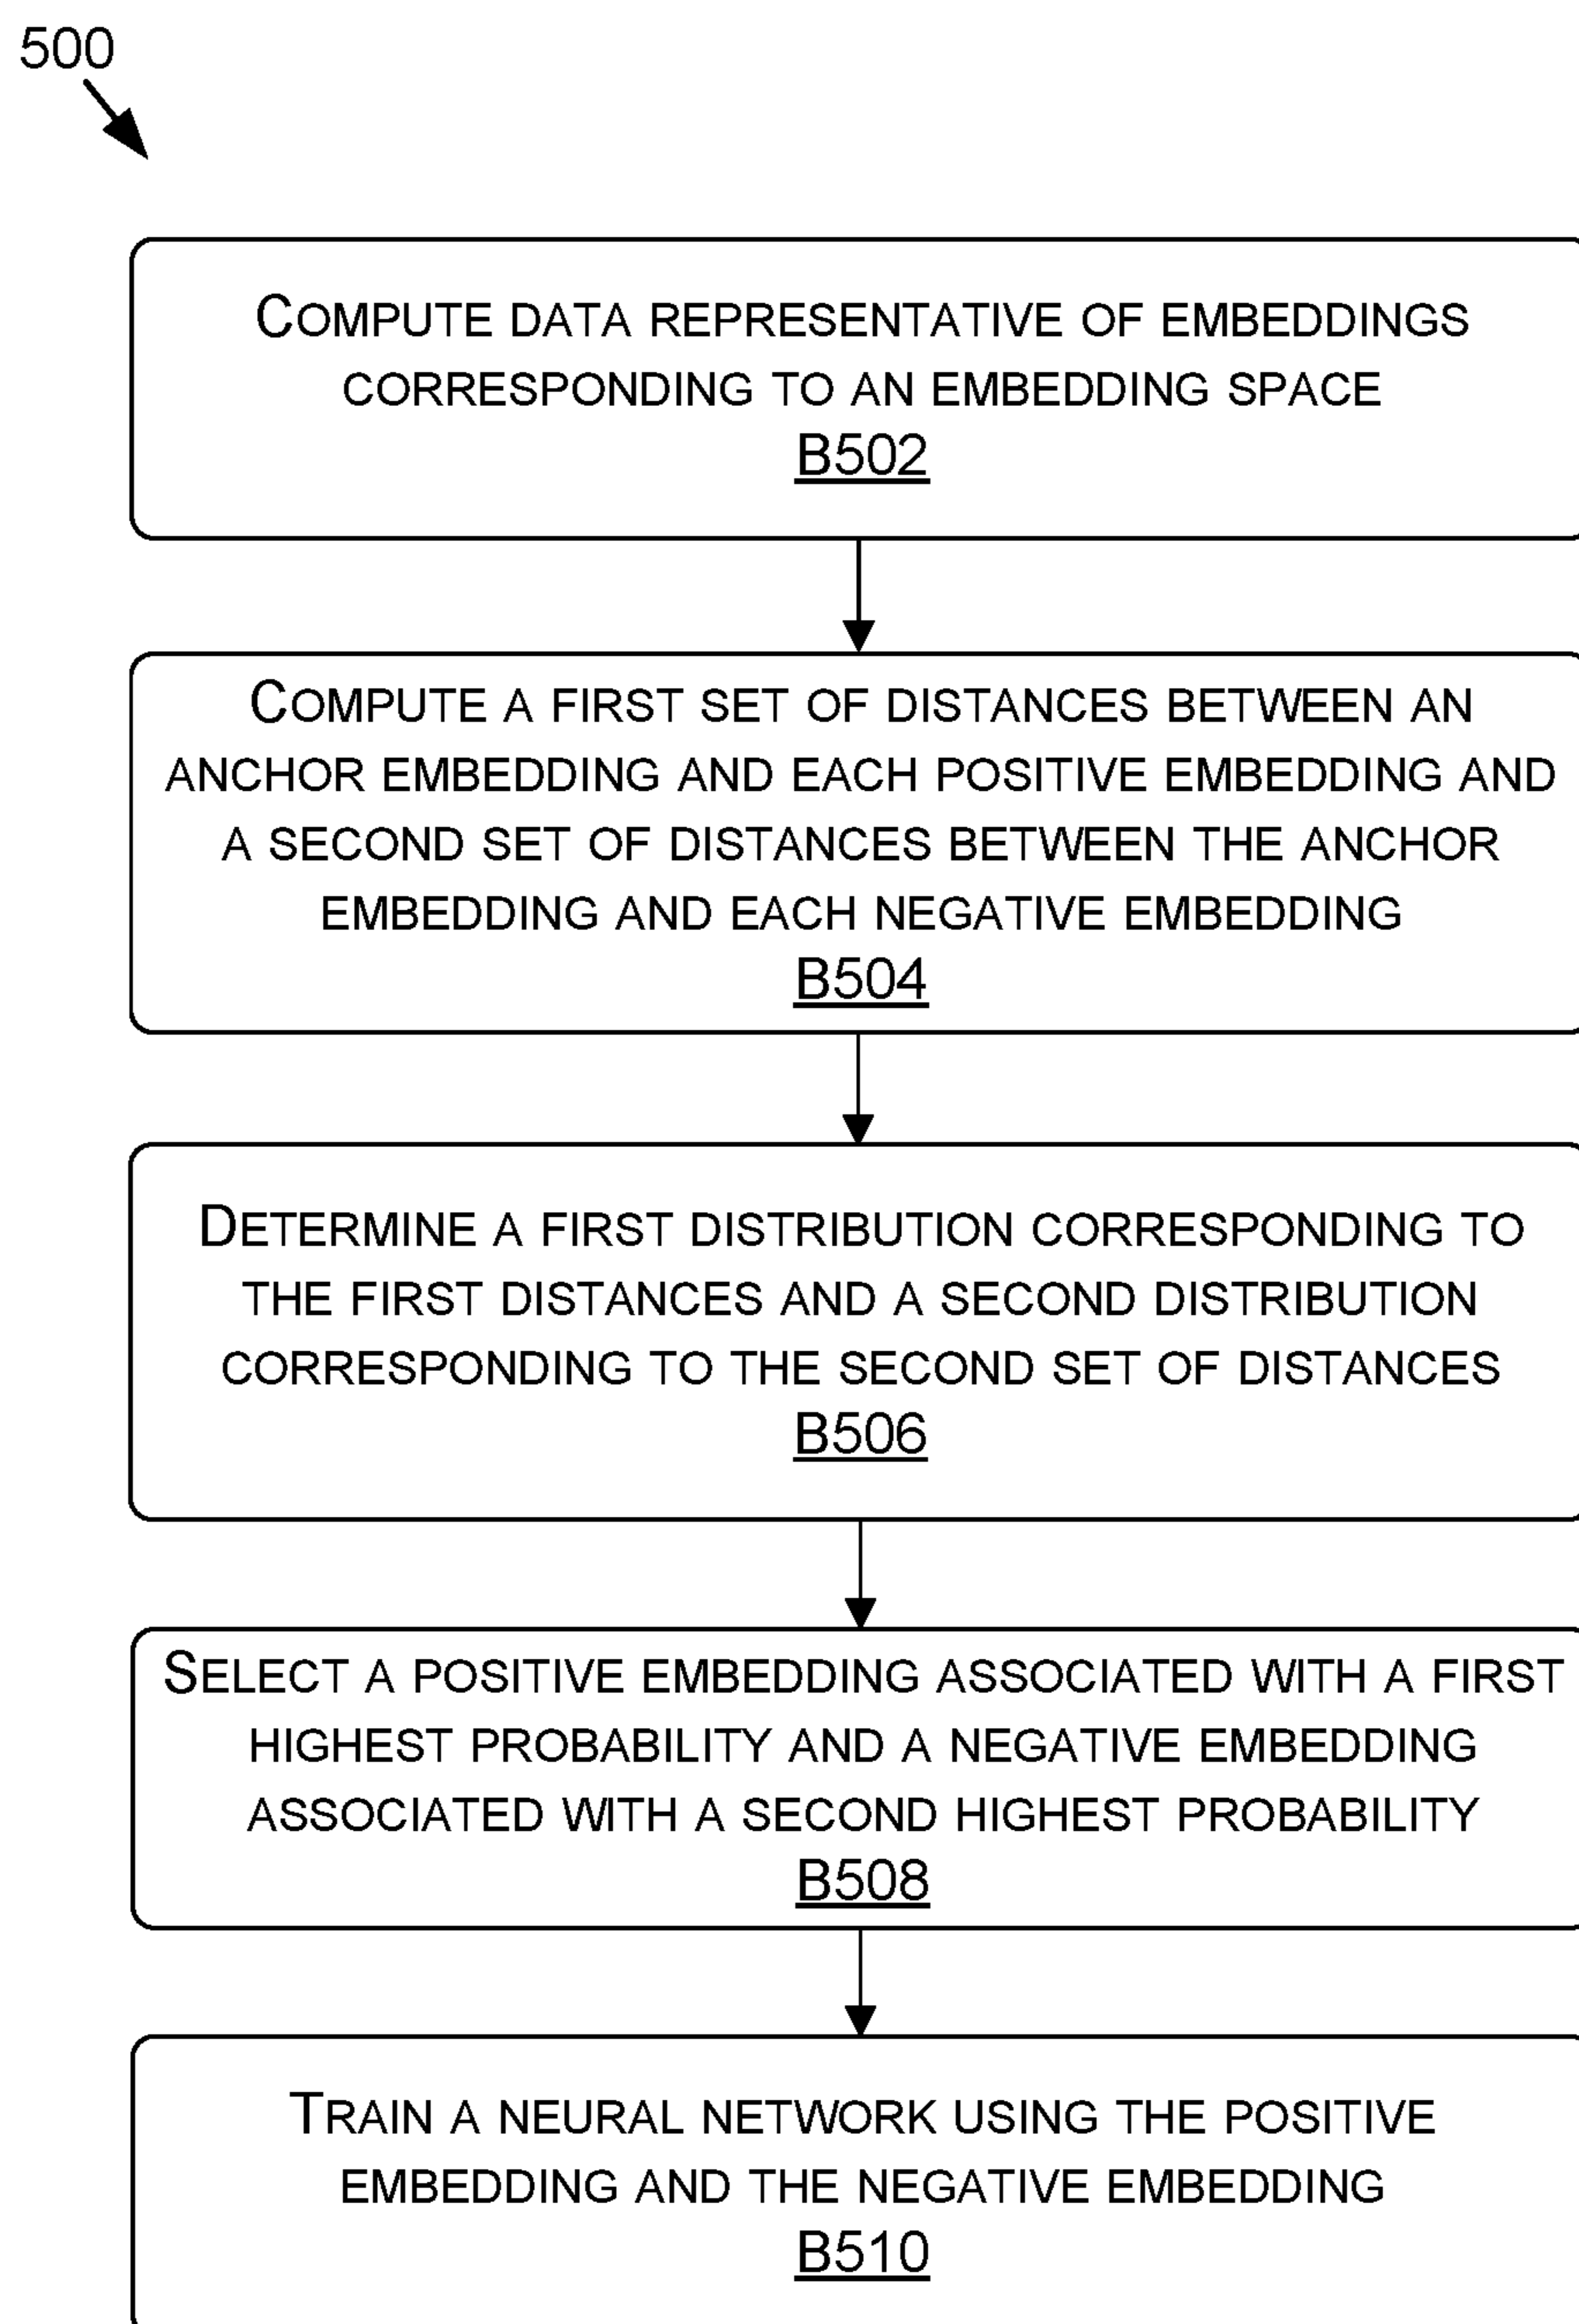 500
COMPUTE DATA REPRESENTATIVE OF EMBEDDINGS
CORRESPONDING TO AN EMBEDDING SPACE
B502
COMPUTE A FIRST SET OF DISTANCES BETWEEN AN
ANCHOR EMBEDDING AND EACH POSITIVE EMBEDDING AND
A SECOND SET OF DISTANCES BETWEEN THE ANCHOR
EMBEDDING AND EACH NEGATIVE EMBEDDING
B504
DETERMINE A FIRST DISTRIBUTION CORRESPONDING TO
THE FIRST DISTANCES AND A SECOND DISTRIBUTION
CORRESPONDING TO THE SECOND SET OF DISTANCES
B506
SELECT A POSITIVE EMBEDDING ASSOCIATED WITH A FIRST
HIGHEST PROBABILITY AND A NEGATIVE EMBEDDING
ASSOCIATED WITH A SECOND HIGHEST PROBABILITY
B508
TRAIN A NEURAL NETWORK USING THE POSITIVE
EMBEDDING AND THE NEGATIVE EMBEDDING
B510